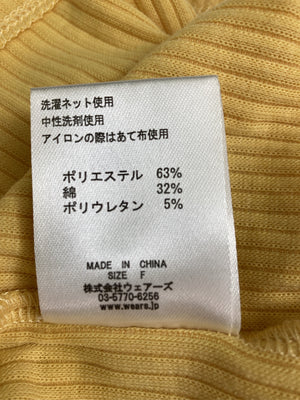 洗濯ネット使用
中性洗剤使用
アイロンの際はあて布使用
ポリエステル 63%
綿 32%
ポリウレタン 5%
MADE IN CHINA
SIZE F
株式会社ウェアーズ
03-5770-6256
www.wears.jp